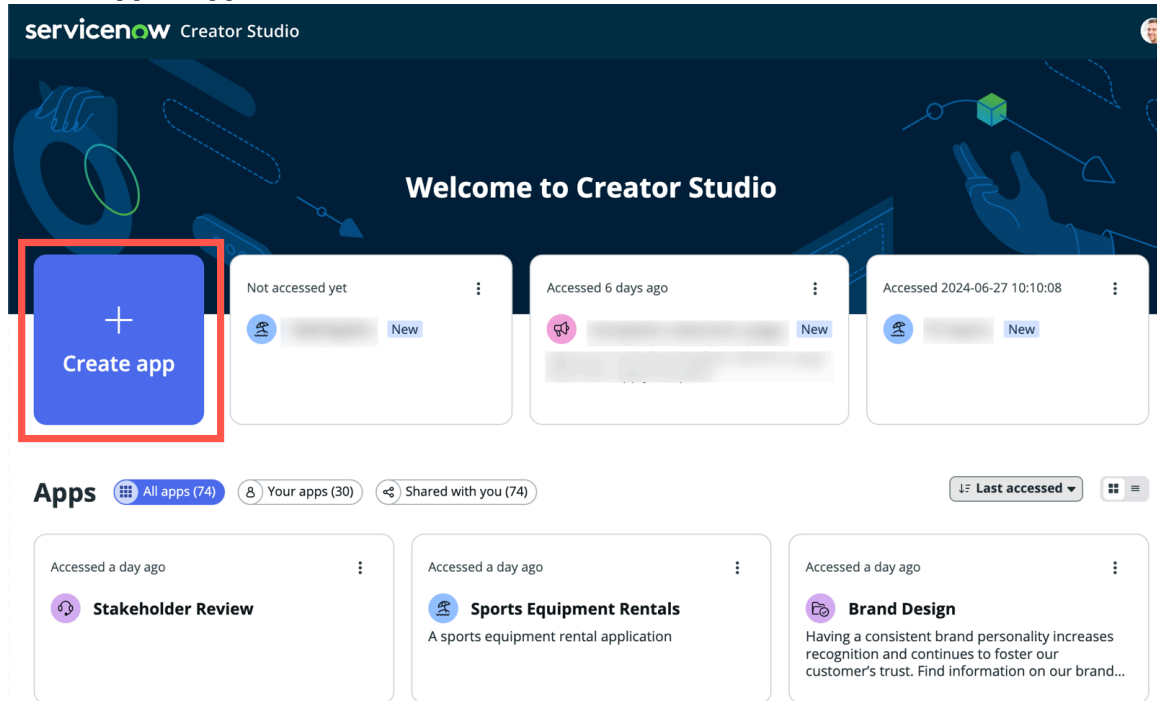 servicenow Creator Studio
Welcome to Creator Studio
Create app
Not accessed yet
New
Accessed 6 days ago
New
Accessed 2024-06-27 10:10:08
New
Apps
All apps (74)
Your apps (30)
Shared with you (74)
Last accessed
Accessed a day ago
Stakeholder Review
Accessed a day ago
Sports Equipment Rentals
A sports equipment rental application
Accessed a day ago
Brand Design
Having a consistent brand personality increases
recognition and continues to foster our
customer's trust. Find information on our brand...